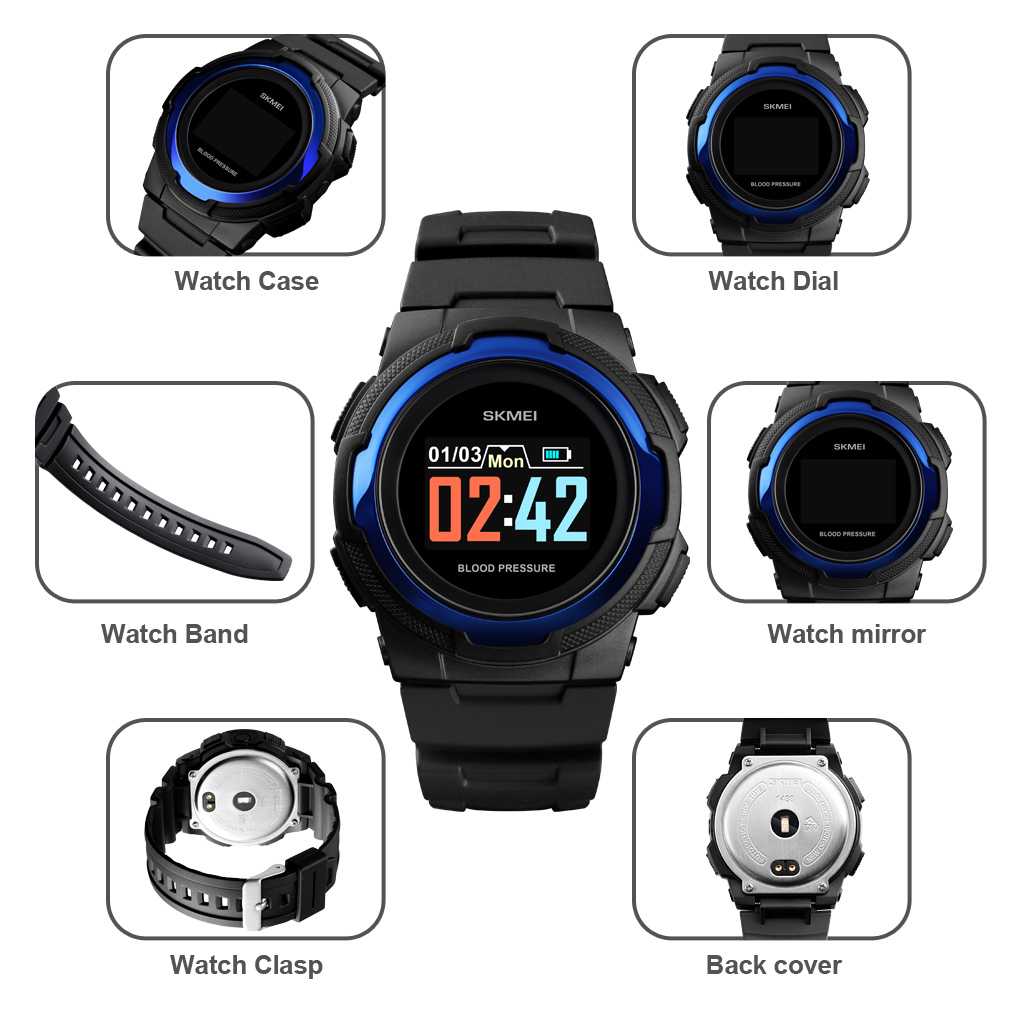 SKMEI
BLOOD PRESSURE
Watch Case
SKMEI
BLOOD PRESSURE
Watch Dial
SKMEI
01/03 Mon
02:42
BLOOD PRESSURE
Watch Band
SKMEI
BLOOD PRESSURE
Watch mirror
Watch Clasp
SKMEI
Back cover